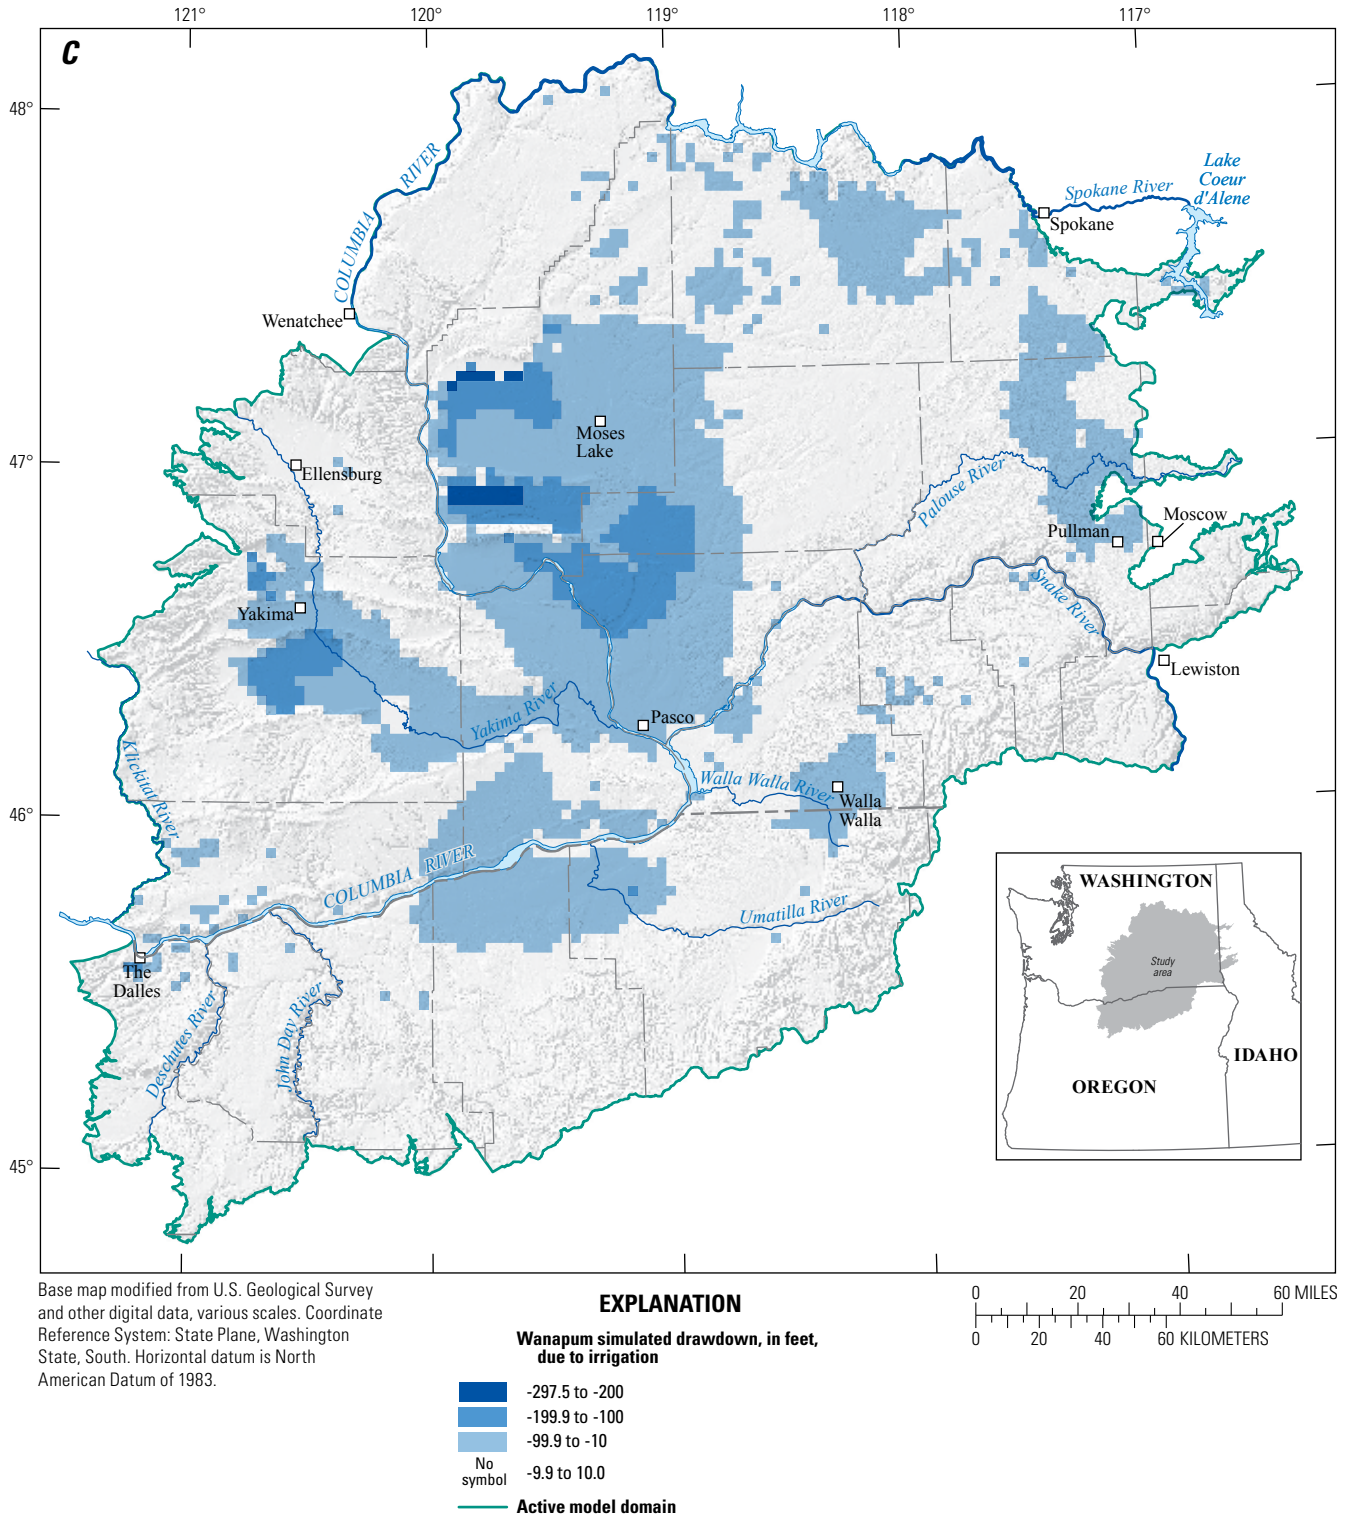 121°
120°
119°
118°
117°
C
48°
47°
46°
45°
COLUMBIA
RIVER
Lake
Coeur
d'Alene
Spokane River
Spokane
Wenatchee
Moses
Lake
Ellensburg
Palouse River
Moscow
Pullman
Snake River
Yakima
Lewiston
Yakima River
Pasco
Klickitat River
Walla Walla River
Walla
Walla
COLUMBIA RIVER
Umatilla River
The
Dalles
Deschutes River
John Day River
WASHINGTON
Study
area
IDAHO
OREGON
Base map modified from U.S. Geological Survey
and other digital data, various scales. Coordinate
Reference System: State Plane, Washington
State, South. Horizontal datum is North
American Datum of 1983.
EXPLANATION
Wanapum simulated drawdown, in feet,
due to irrigation
-297.5 to -200
-199.9 to -100
-99.9 to -10
No
symbol
-9.9 to 10.0
Active model domain
0 20 40 60 MILES
0 20 40 60 KILOMETERS